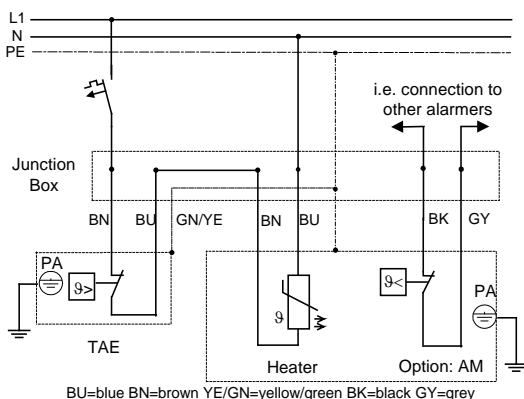 L1
N
PE
i.e. connection to
other alarmers
Junction
Box
BN BU GN/YE BN BU BK GY
PA
ϑ>
ϑ
ϑ<
PA
TAE
Heater
Option: AM
BU=blue BN=brown YE/GN=yellow/green BK=black GY=grey